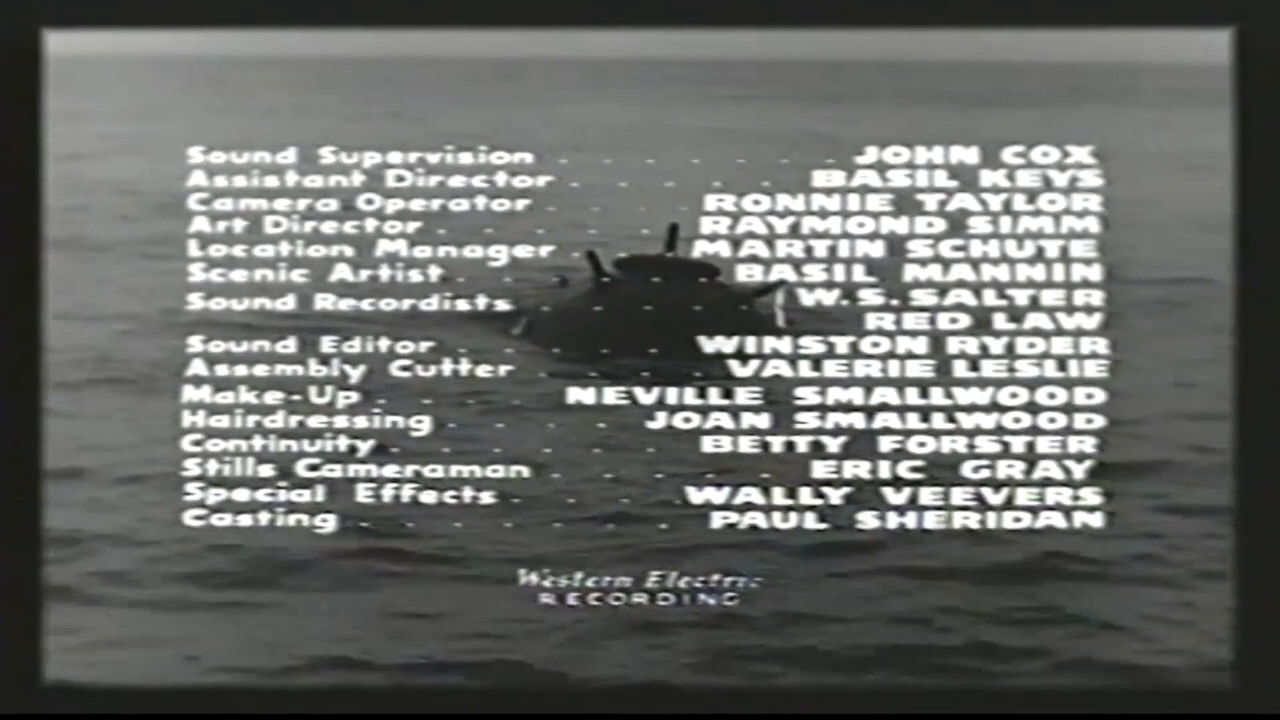 Sound Supervision . . . . . . . JOHN COX
Assistant Director . . . . . BASIL KEYS
Camera Operator . . . . RONNIE TAYLOR
Art Director . . . . . . RAYMOND SIMM
Location Manager . . . MARTIN SCHUTE
Scenic Artist . . . . . . BASIL MANNIN
Sound Recordists . . . . . W. S. SALTER
RED LAW
Sound Editor . . . . . . WINSTON RYDER
Assembly Cutter . . . . VALERIE LESLIE
Make-Up . . . . NEVILLE SMALLWOOD
Hairdressing . . . . . JOAN SMALLWOOD
Continuity . . . . . . . BETTY FORSTER
Stills Cameraman . . . . . . ERIC GRAY
Special Effects . . . . WALLY VEEVERS
Casting . . . . . . . . PAUL SHERIDAN
Western Electric
RECORDING